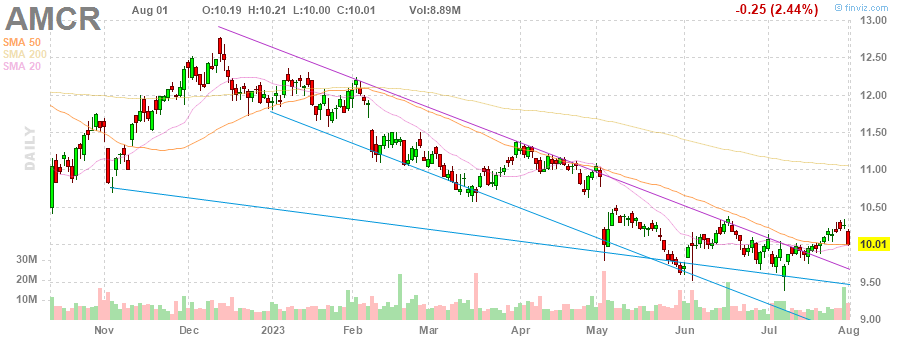 AMCR Aug 01 O:10.19 H:10.21 L:10.00 C:10.01 Vol:8.89M -0.25 (2.44%) © finviz.com
SMA 50
SMA 200
SMA 20
DAILY
13.00
12.50
12.00
11.50
11.00
10.50
10.01
9.50
9.00
30M
20M
10M
Nov Dec 2023 Feb Mar Apr May Jun Jul Aug